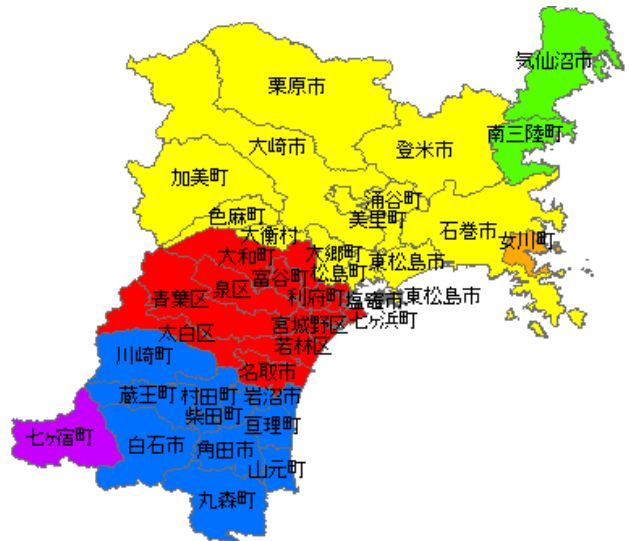 気仙沼市
栗原市
南三陸町
大崎市
登米市
加美町
涌谷町
色麻町
美里町
石巻市
大衡村
女川町
大和町
大郷町
東松島市
富谷町
松島町
泉区
青葉区
利府町
塩竈市
東松島市
七ヶ浜町
宮城野区
太白区
若林区
川崎町
名取市
蔵王町
村田町
岩沼市
柴田町
亘理町
七ヶ宿町
白石市
角田市
山元町
丸森町